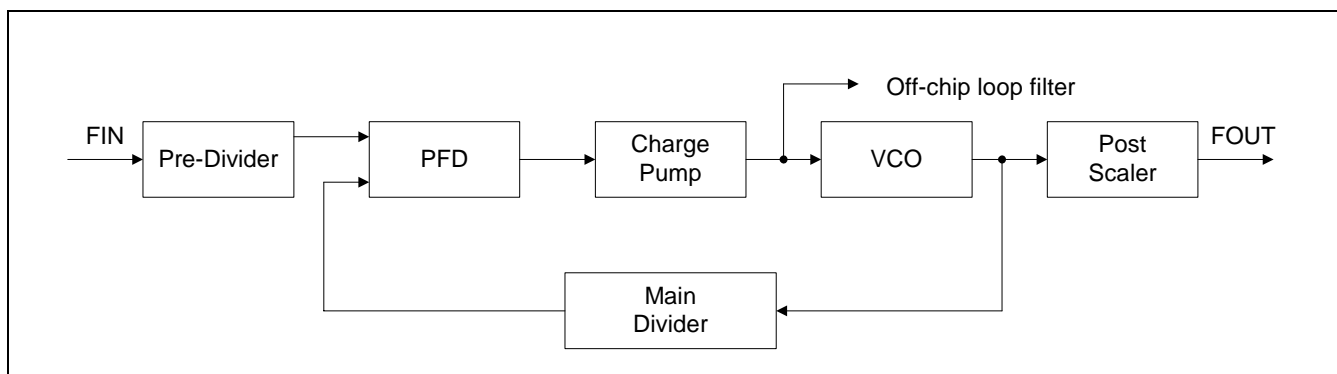 Off-chip loop filter
FIN
Pre-Divider
PFD
Charge
Pump
VCO
Post
Scaler
FOUT
Main
Divider